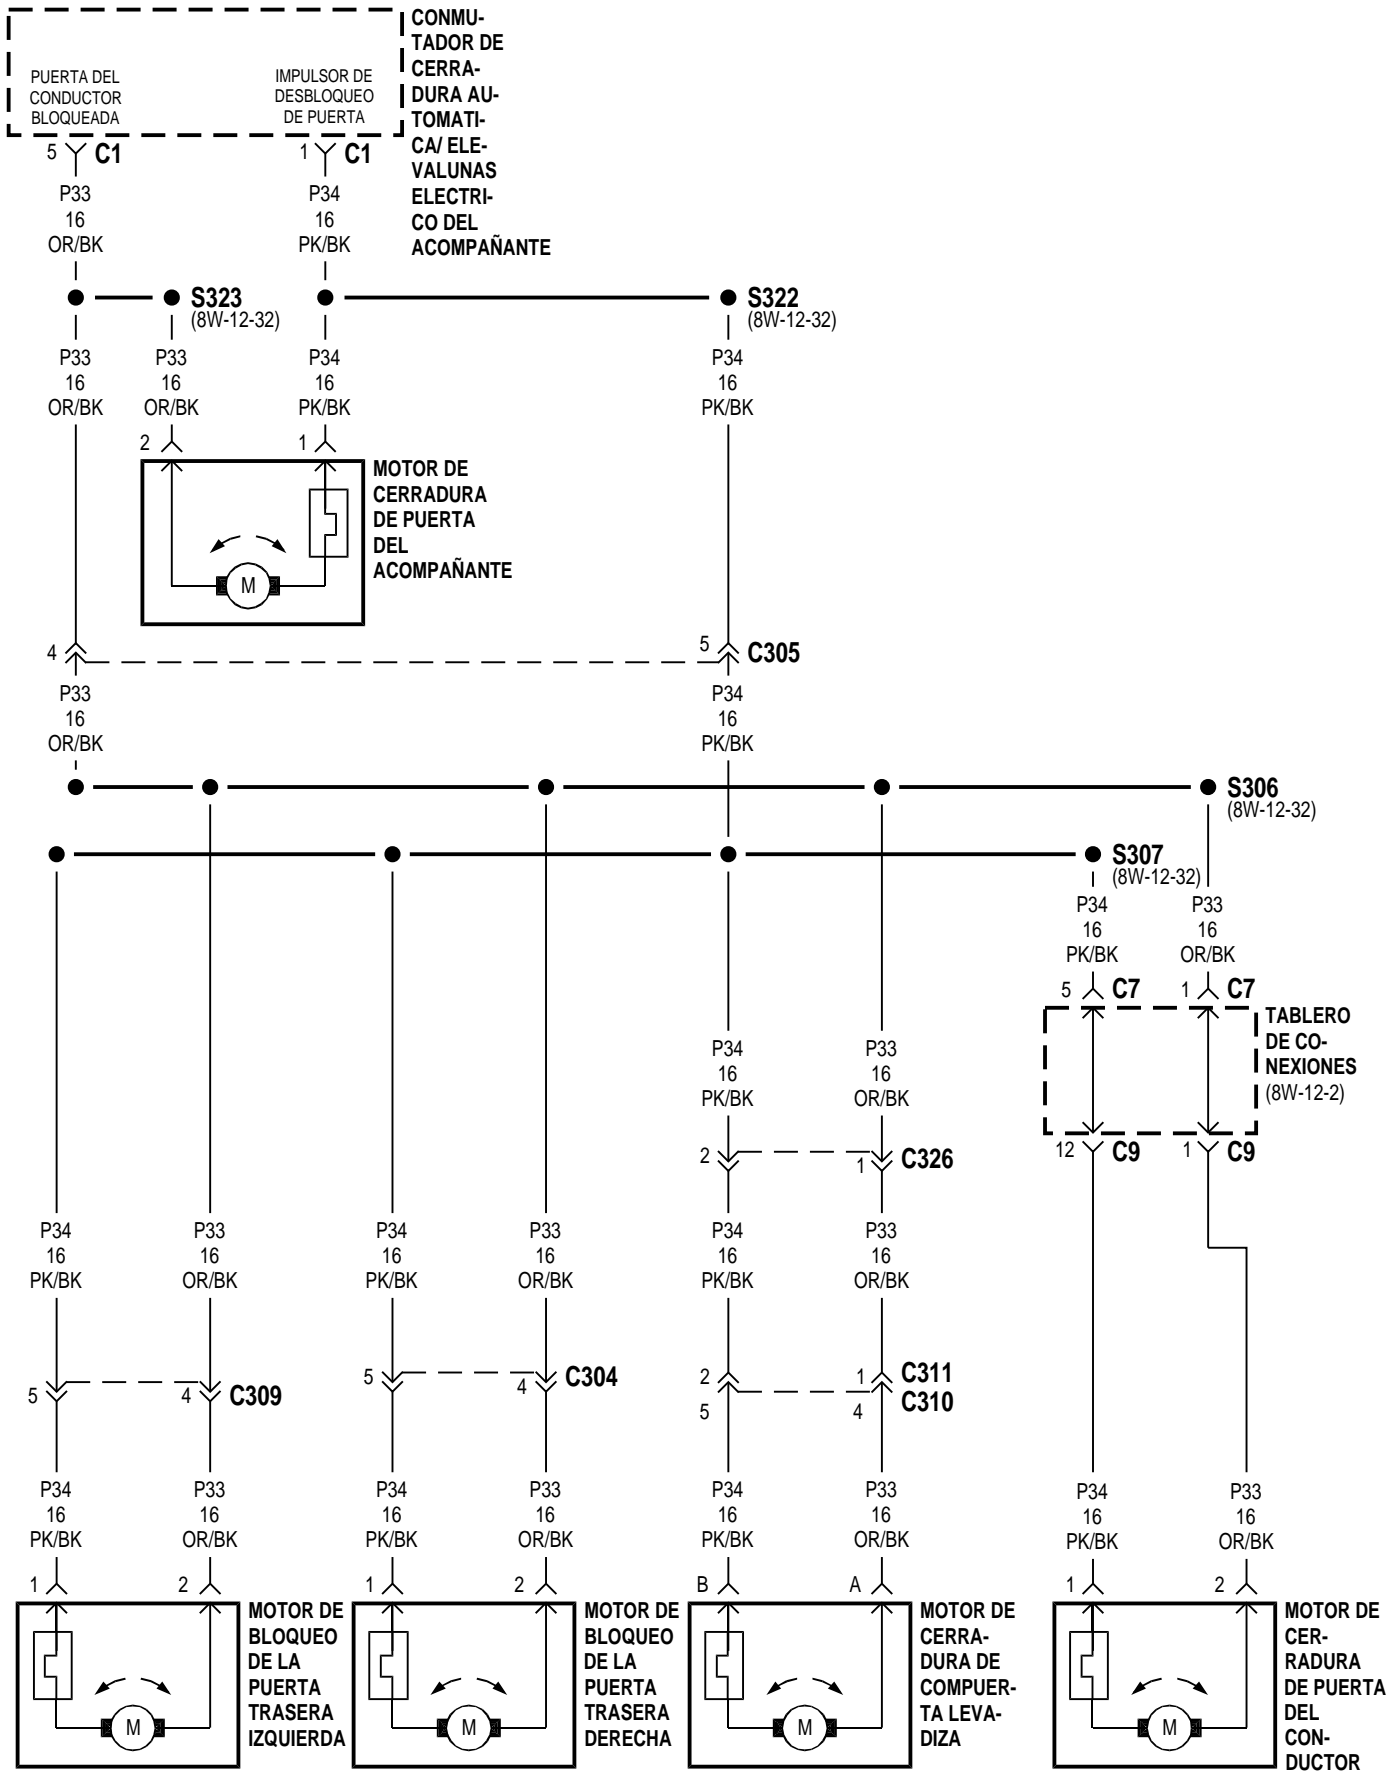 CONMU-
TADOR DE
CERRA-
DURA AU-
TOMATI-
CA/ ELE-
VALUNAS
ELECTRI-
CO DEL
ACOMPAÑANTE
PUERTA DEL
CONDUCTOR
BLOQUEADA
IMPULSOR DE
DESBLOQUEO
DE PUERTA
5 C1
1 C1
P33
16
OR/BK
P34
16
PK/BK
S323
(8W-12-32)
S322
(8W-12-32)
P33
16
OR/BK
P33
16
OR/BK
P34
16
PK/BK
P34
16
PK/BK
2
1
MOTOR DE
CERRADURA
DE PUERTA
DEL
ACOMPAÑANTE
M
4
5 C305
P33
16
OR/BK
P34
16
PK/BK
S306
(8W-12-32)
S307
(8W-12-32)
P34
16
PK/BK
P33
16
OR/BK
5 C7
1 C7
TABLERO
DE CO-
NEXIONES
(8W-12-2)
12 C9
1 C9
P34
16
PK/BK
P33
16
OR/BK
2
1 C326
P34
16
PK/BK
P33
16
OR/BK
P34
16
PK/BK
P33
16
OR/BK
P34
16
PK/BK
P33
16
OR/BK
5
4 C309
5
4 C304
2
1 C311
5
4 C310
P34
16
PK/BK
P33
16
OR/BK
P34
16
PK/BK
P33
16
OR/BK
P34
16
PK/BK
P33
16
OR/BK
P34
16
PK/BK
P33
16
OR/BK
1
2
1
2
B
A
1
2
MOTOR DE
BLOQUEO
DE LA
PUERTA
TRASERA
IZQUIERDA
M
MOTOR DE
BLOQUEO
DE LA
PUERTA
TRASERA
DERECHA
M
MOTOR DE
CERRA-
DURA DE
COMPUER-
TA LEVA-
DIZA
M
MOTOR DE
CER-
RADURA
DE PUERTA
DEL
CON-
DUCTOR
M